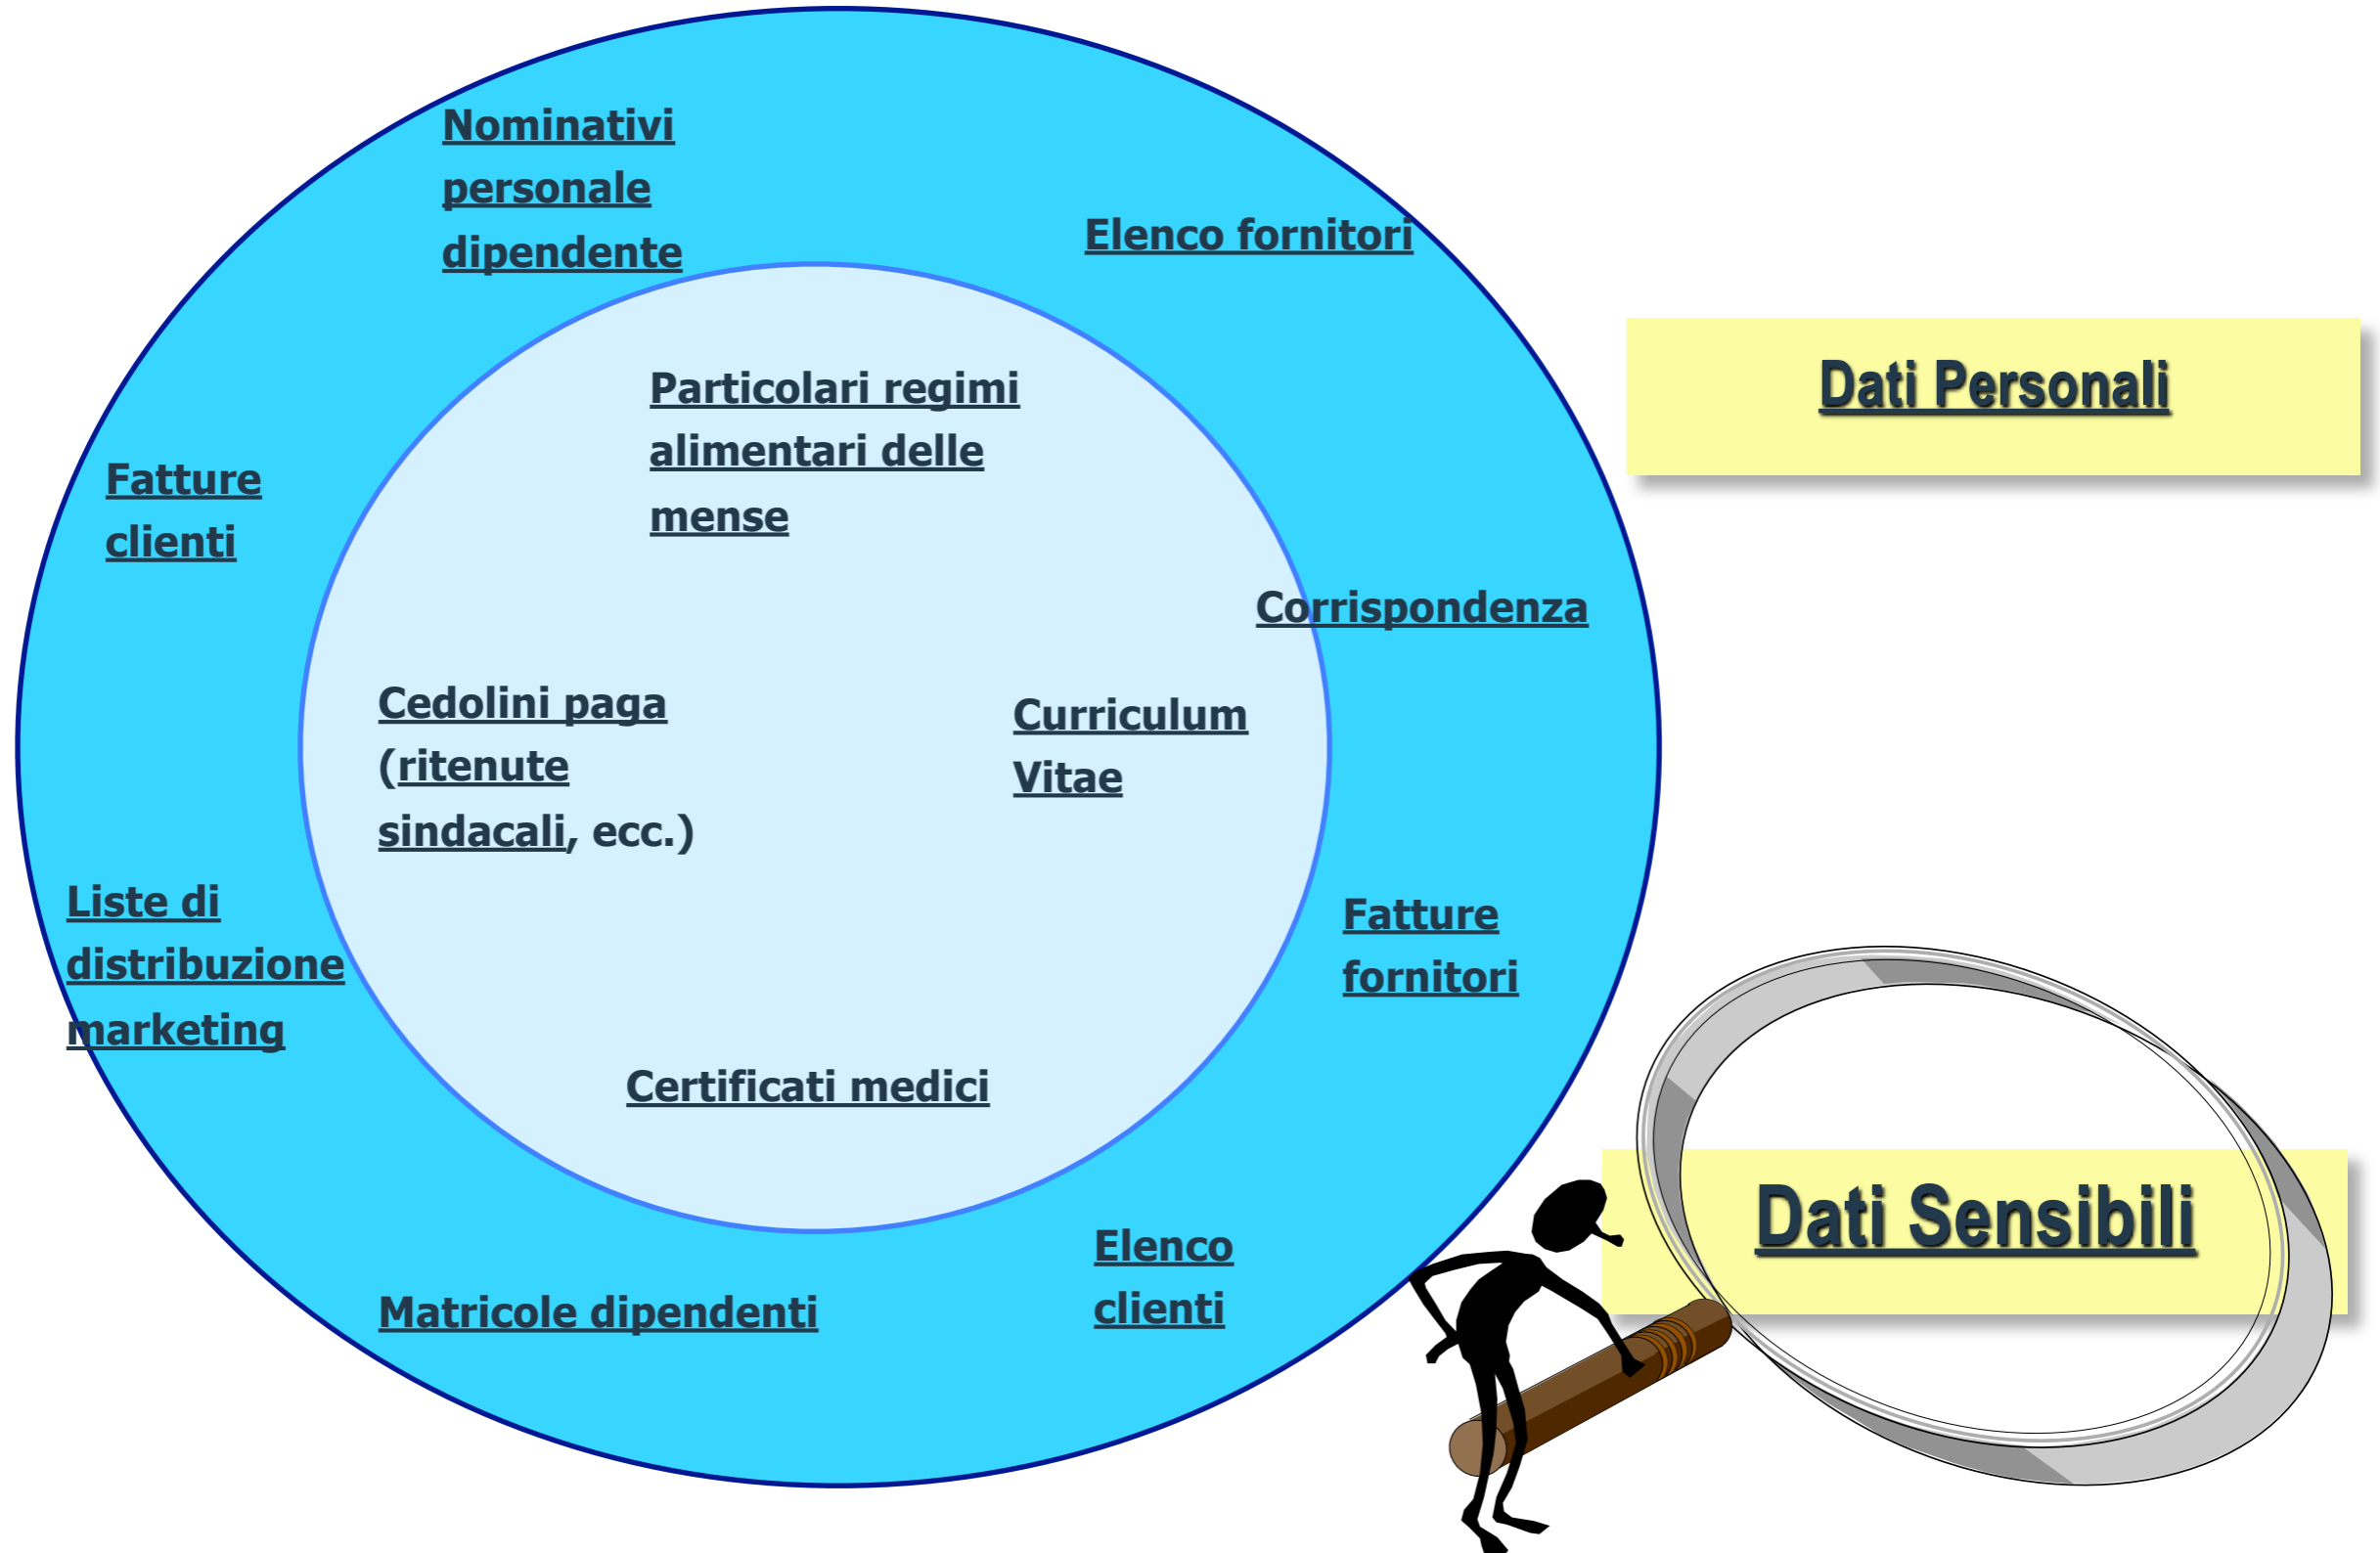 Nominativi
personale
dipendente
Elenco fornitori
Particolari regimi
alimentari delle
mense
Dati Personali
Fatture
clienti
Corrispondenza
Cedolini paga
(ritenute
sindacali, ecc.)
Curriculum
Vitae
Liste di
distribuzione
marketing
Fatture
fornitori
Certificati medici
Dati Sensibili
Elenco
clienti
Matricole dipendenti